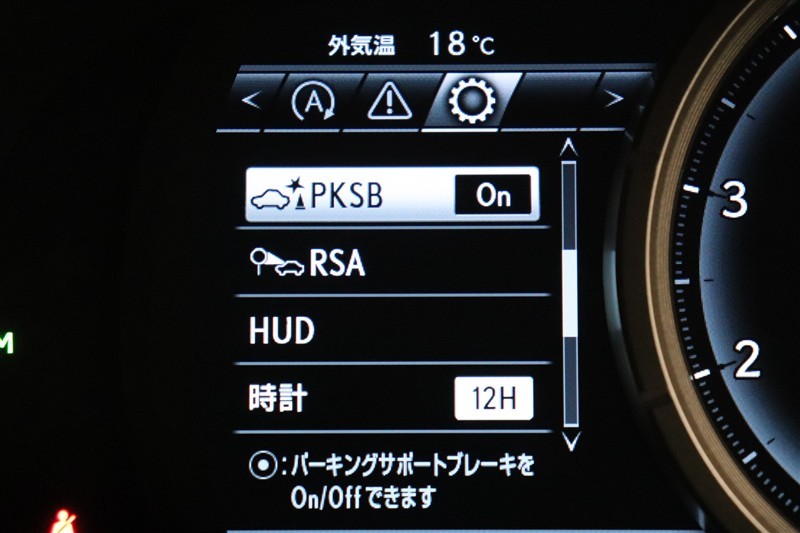 外気温 18℃
A
PKSB On
RSA
HUD
時計 12H
⦿:パーキングサポートブレーキを
On/Offできます
3
2
M